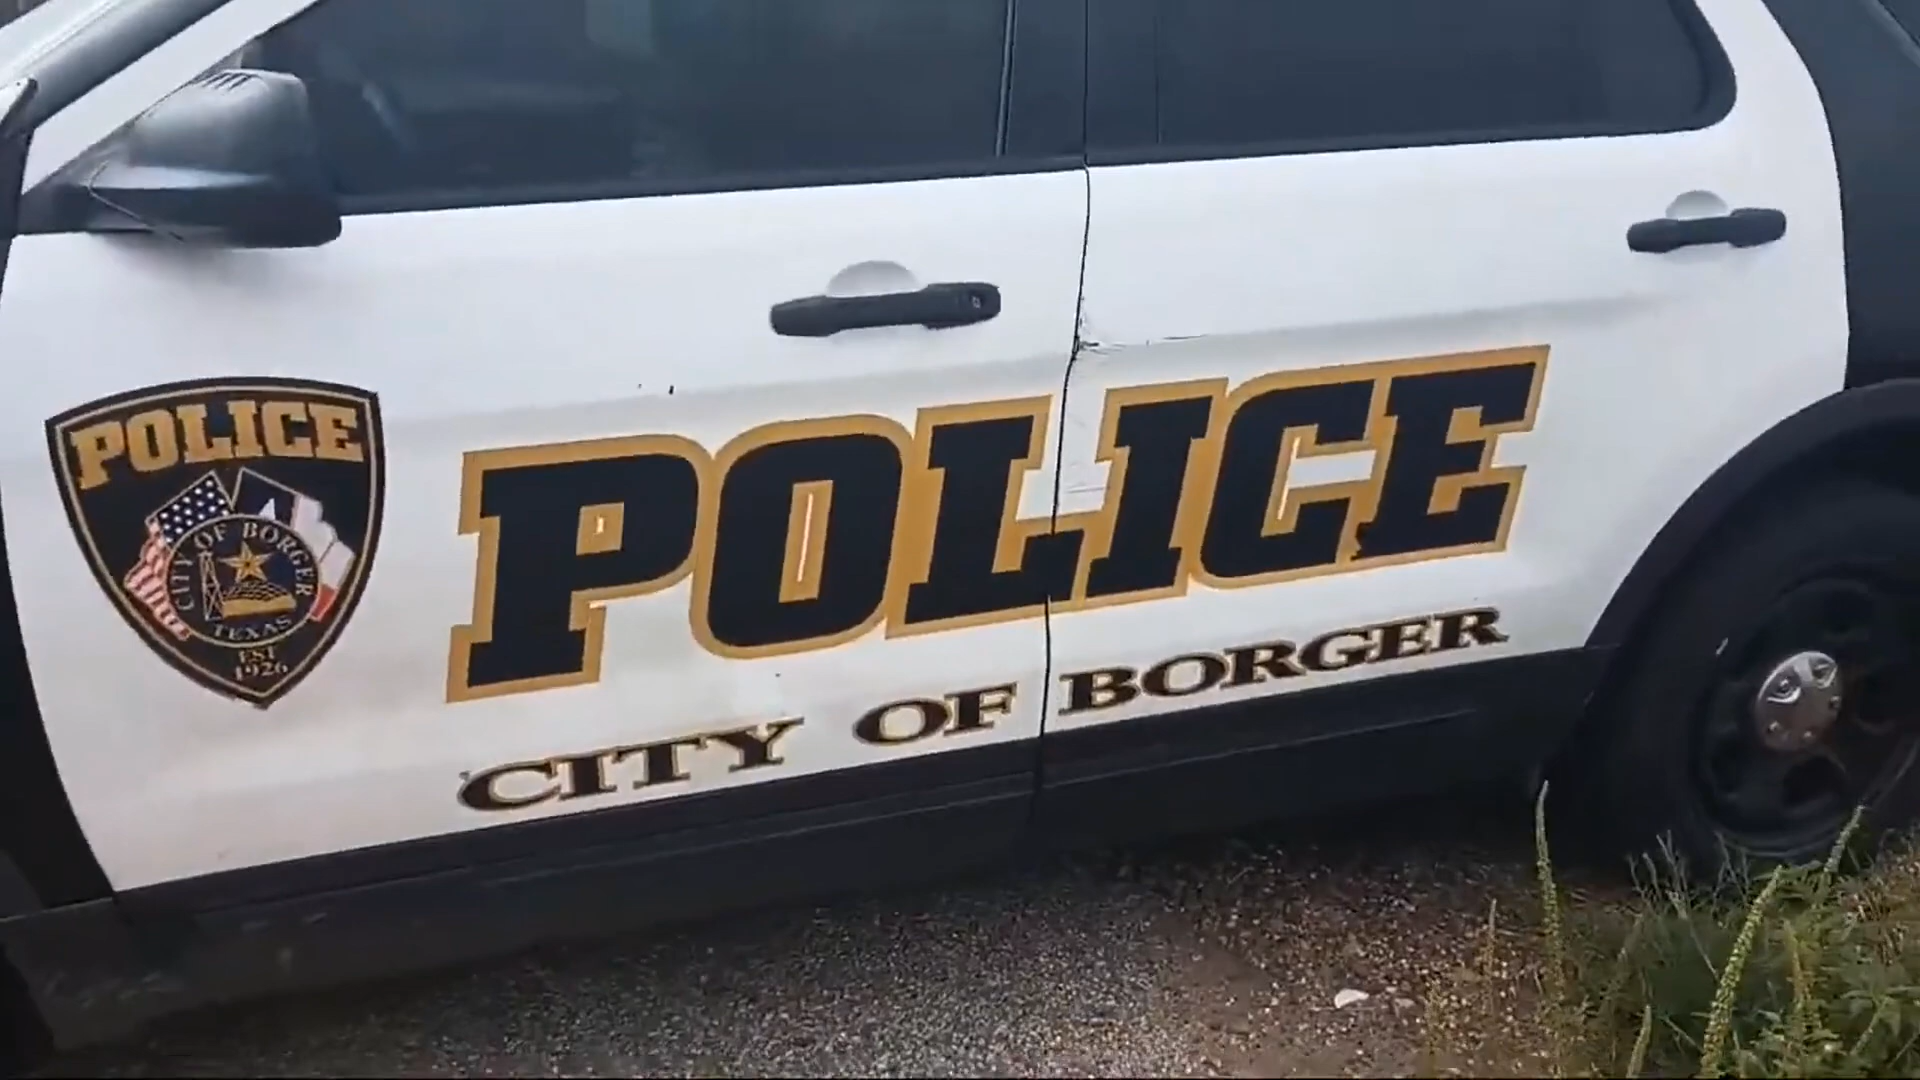 POLICE
CITY OF BORGER
TEXAS
EST
1926
POLICE
CITY OF BORGER